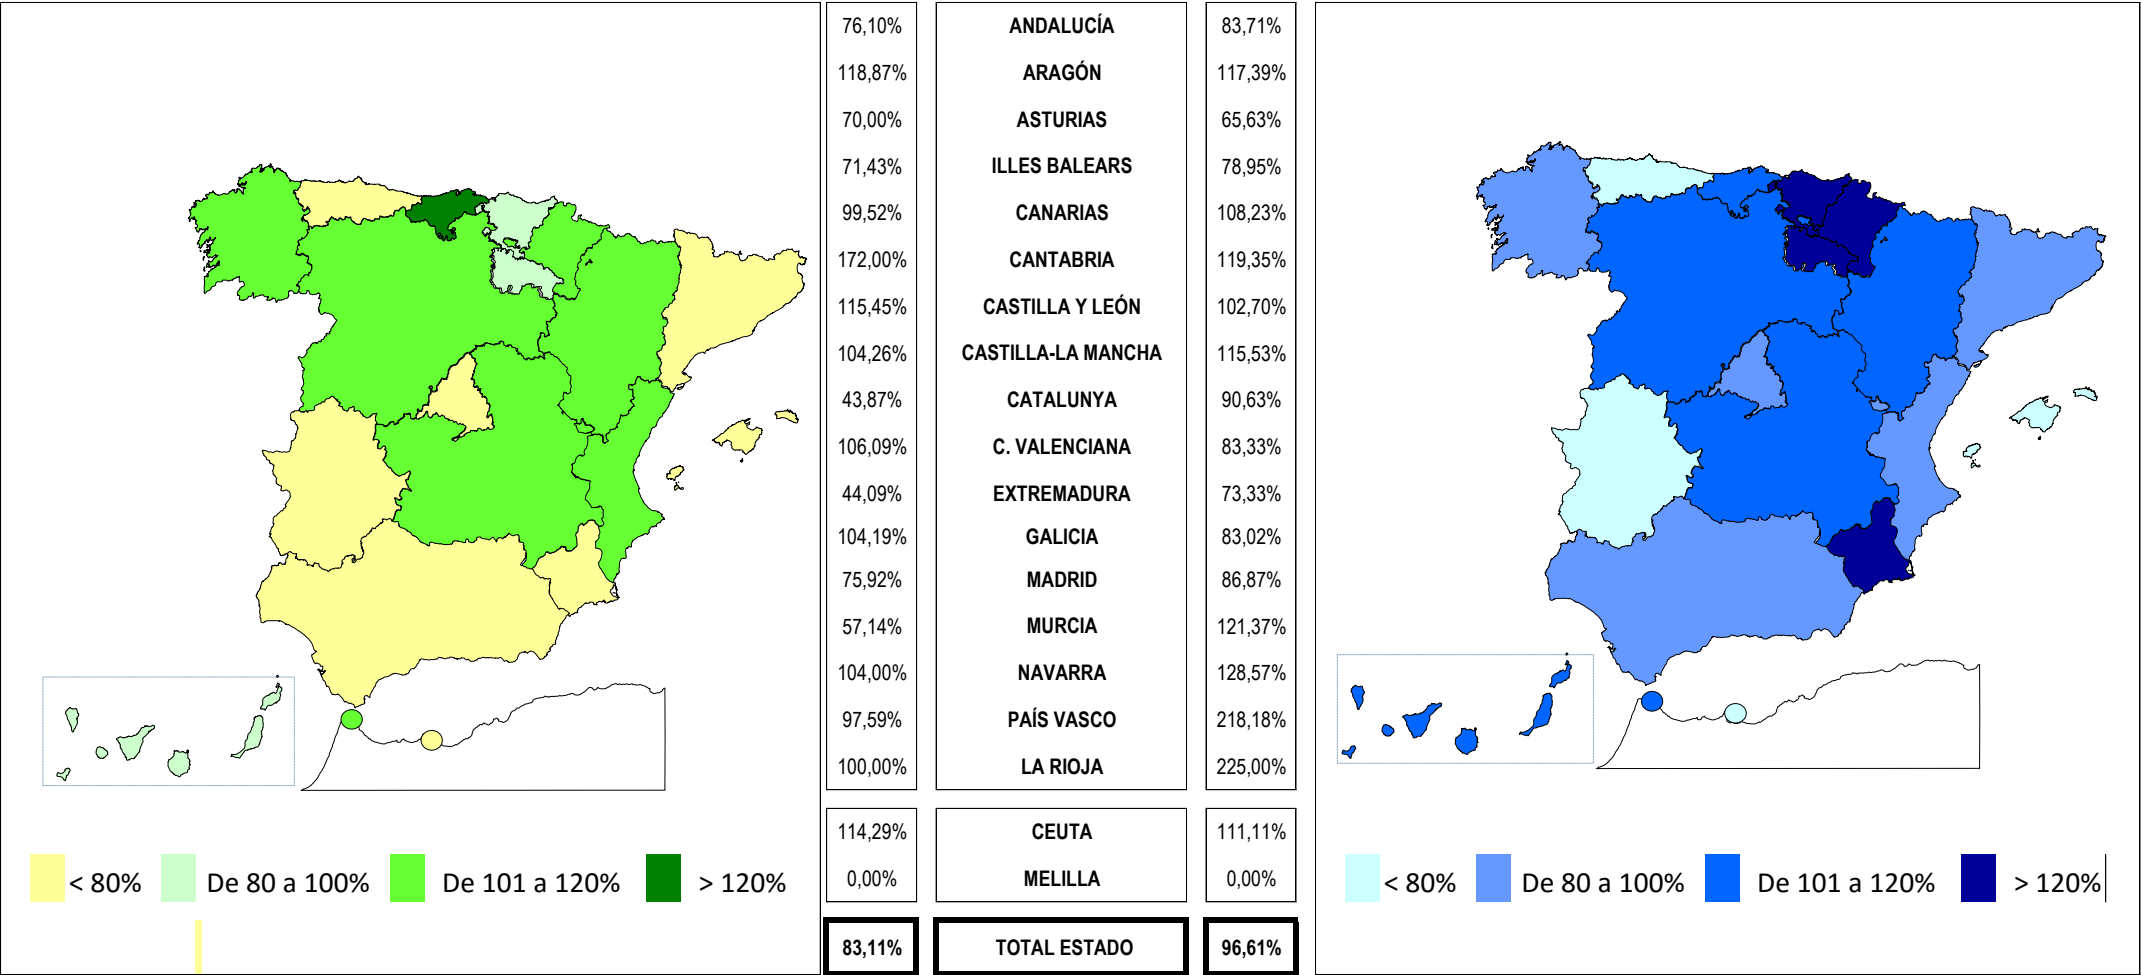 76,10% ANDALUCÍA 83,71%
118,87% ARAGÓN 117,39%
70,00% ASTURIAS 65,63%
71,43% ILLES BALEARS 78,95%
99,52% CANARIAS 108,23%
172,00% CANTABRIA 119,35%
115,45% CASTILLA Y LEÓN 102,70%
104,26% CASTILLA-LA MANCHA 115,53%
43,87% CATALUNYA 90,63%
106,09% C. VALENCIANA 83,33%
44,09% EXTREMADURA 73,33%
104,19% GALICIA 83,02%
75,92% MADRID 86,87%
57,14% MURCIA 121,37%
104,00% NAVARRA 128,57%
97,59% PAÍS VASCO 218,18%
100,00% LA RIOJA 225,00%
114,29% CEUTA 111,11%
0,00% MELILLA 0,00%
< 80% De 80 a 100% De 101 a 120% > 120%
< 80% De 80 a 100% De 101 a 120% > 120%
83,11% TOTAL ESTADO 96,61%